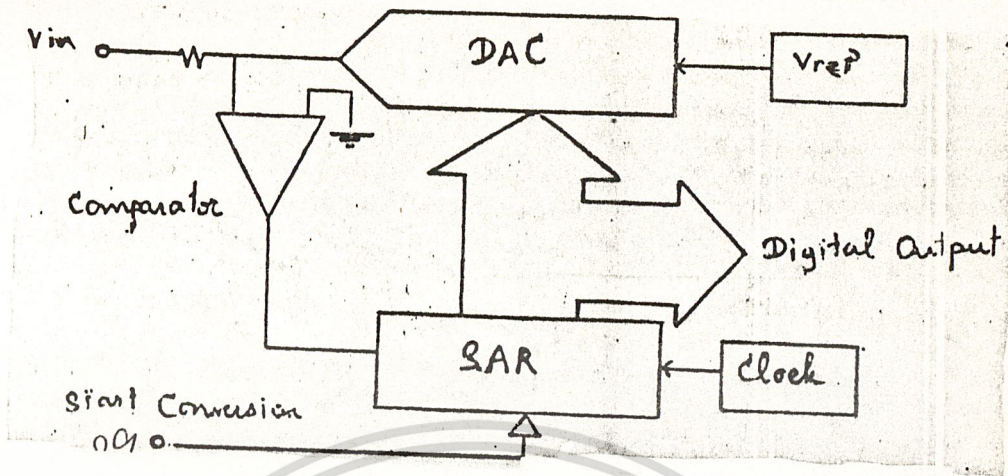 Vin
DAC
Vref
Comparator
Digital Output
SAR
Clock
Start Conversion